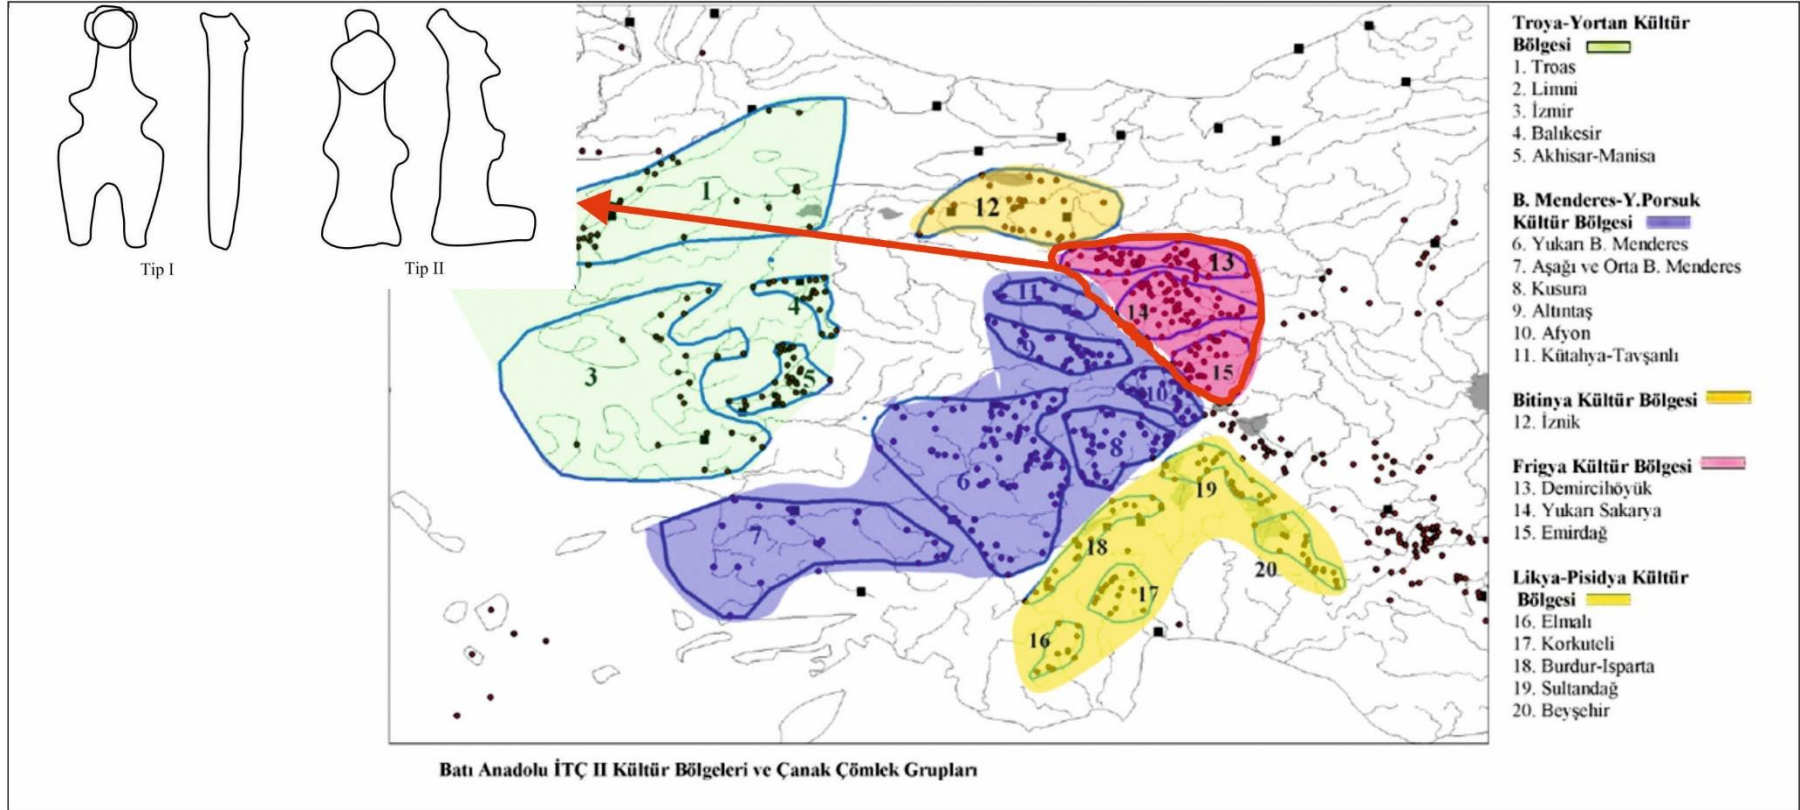 Tip I
Tip II
1
3
4
5
6
7
8
9
10
11
12
13
14
15
16
17
18
19
20
Troya-Yortan Kültür
Bölgesi
1. Troas
2. Limni
3. İzmir
4. Balıkesir
5. Akhisar-Manisa
B. Menderes-Y.Porsuk
Kültür Bölgesi
6. Yukarı B. Menderes
7. Aşağı ve Orta B. Menderes
8. Kusura
9. Altıntaş
10. Afyon
11. Kütahya-Tavşanlı
Bitinya Kültür Bölgesi
12. İznik
Frigya Kültür Bölgesi
13. Demircihöyük
14. Yukarı Sakarya
15. Emirdağ
Likya-Pisidya Kültür
Bölgesi
16. Elmalı
17. Korkuteli
18. Burdur-Isparta
19. Sultandağ
20. Beyşehir
Batı Anadolu İTÇ II Kültür Bölgeleri ve Çanak Çömlek Grupları